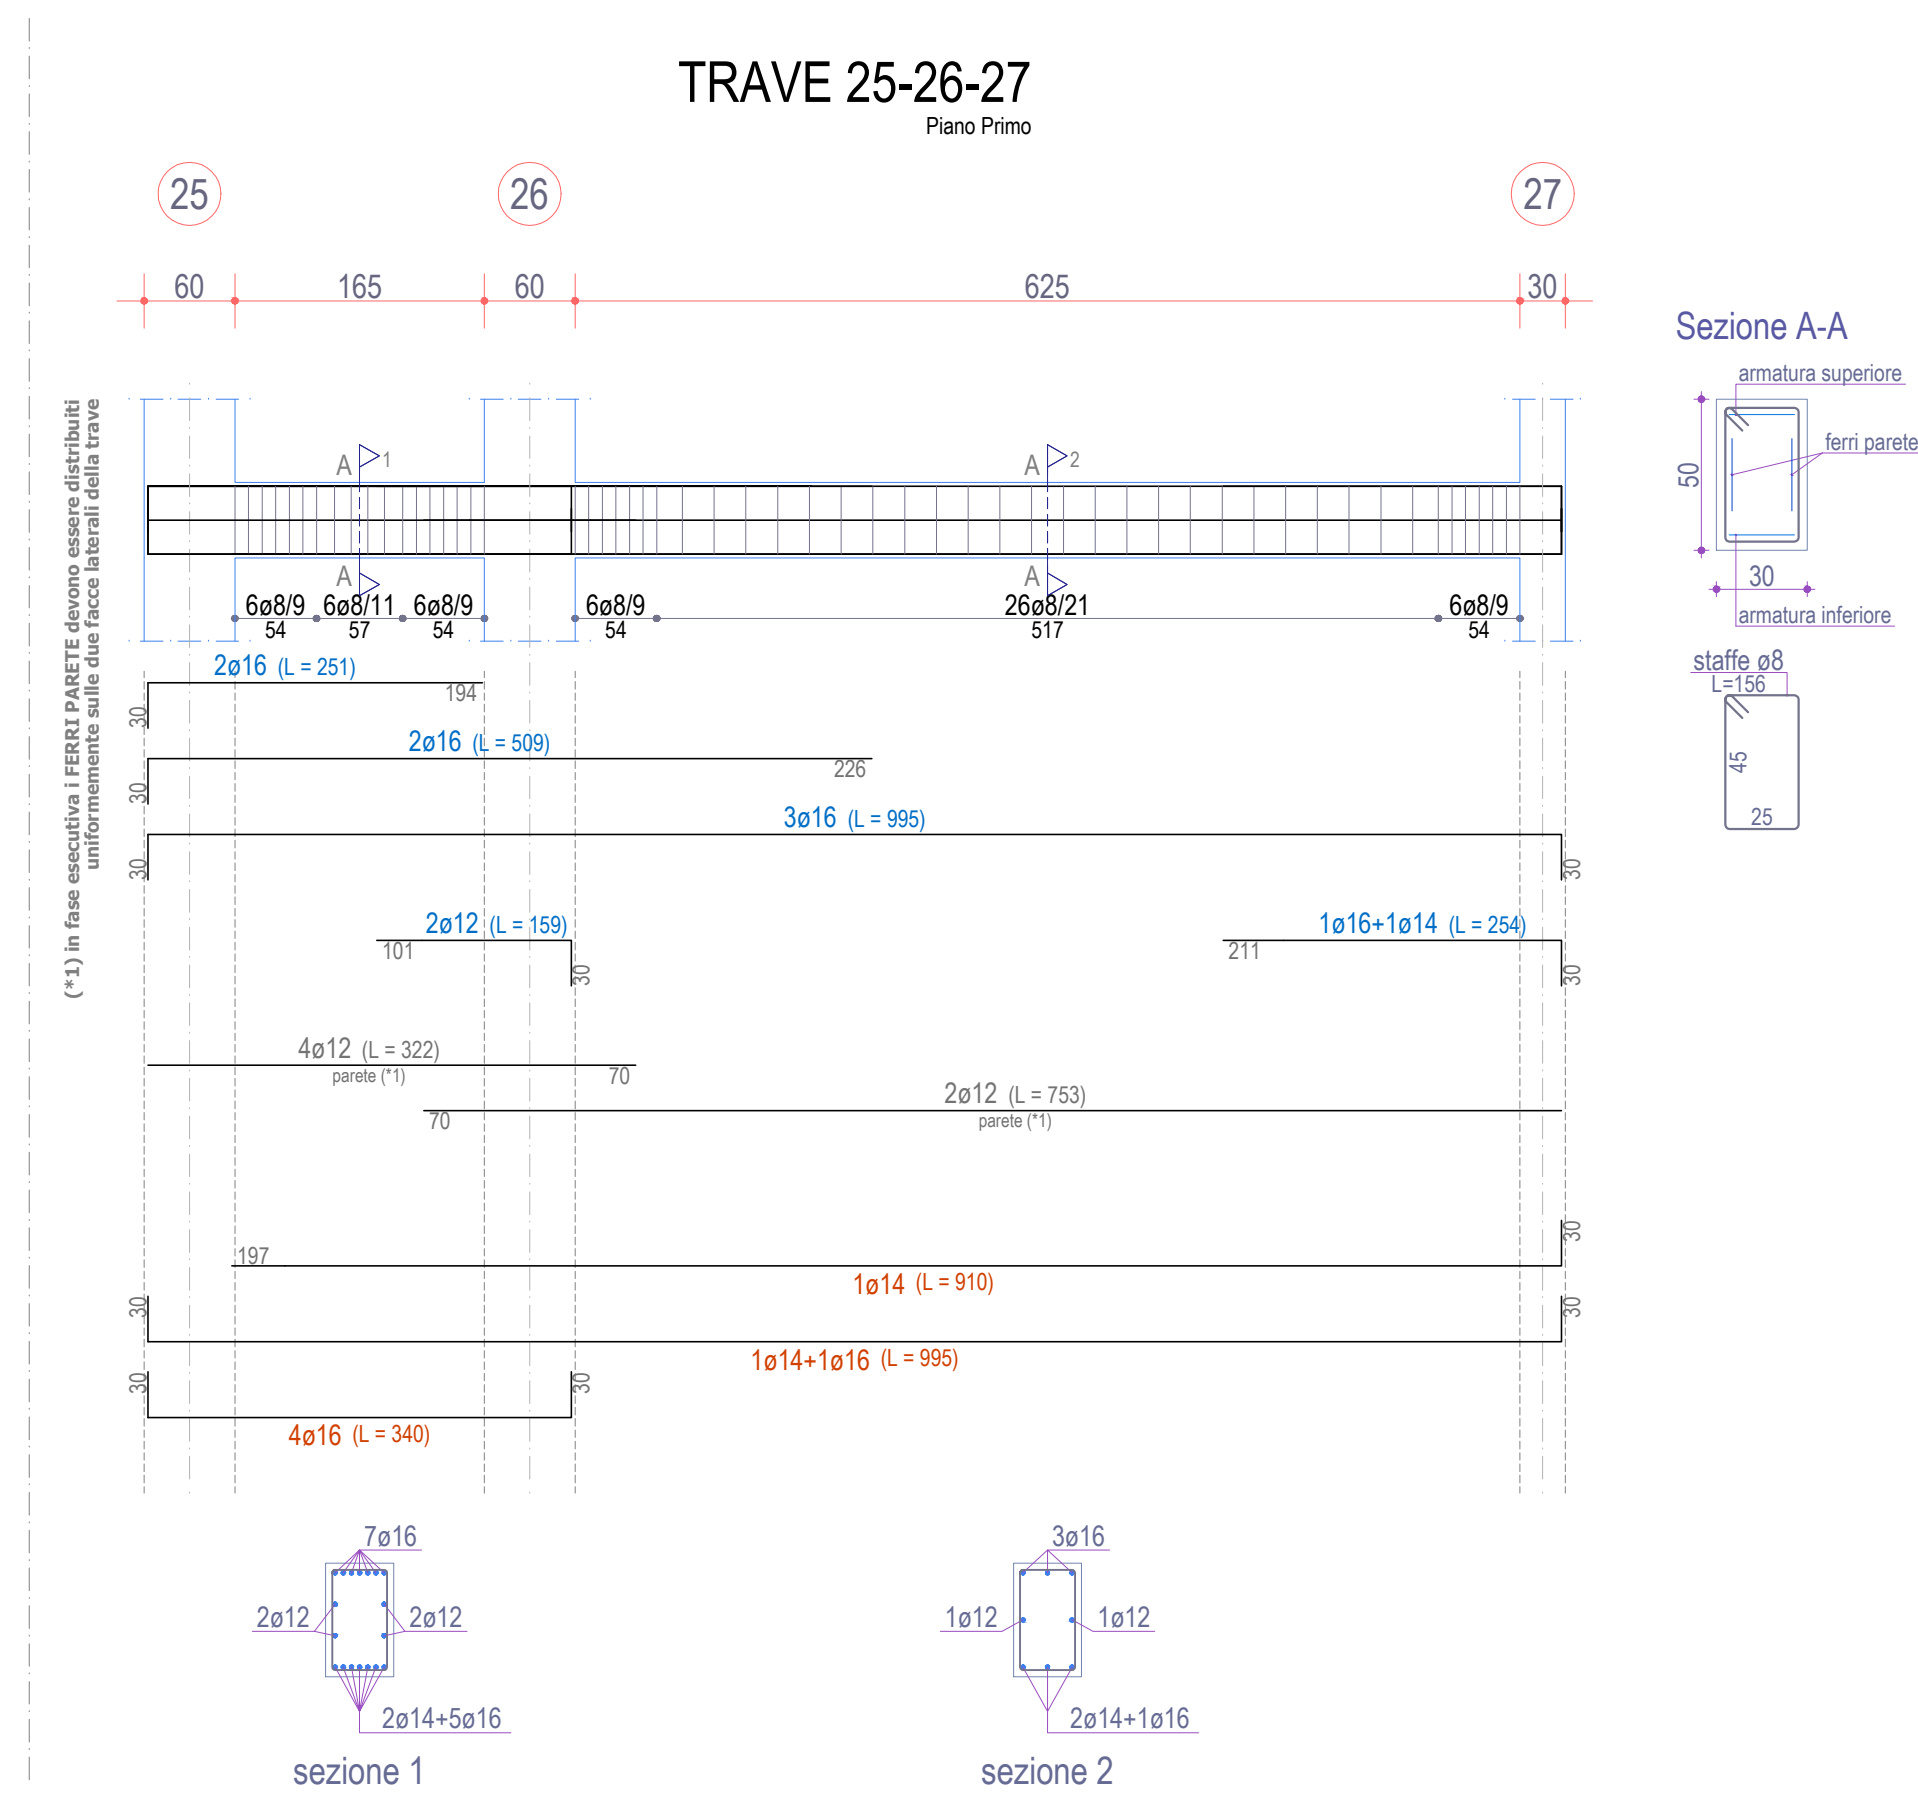 TRAVE 25-26-27
Piano Primo
25
26
27
60
165
60
625
30
(*1) in fase esecutiva i FERRI PARETE devono essere distribuiti
uniformemente sulle due facce laterali della trave
A
1
A
2
A
A
6ø8/9
6ø8/11
6ø8/9
6ø8/9
26ø8/21
6ø8/9
54
57
54
54
517
54
2ø16 (L = 251)
194
30
2ø16 (L = 509)
226
30
3ø16 (L = 995)
30
30
2ø12 (L = 159)
101
30
1ø16+1ø14 (L = 254)
211
30
4ø12 (L = 322)
parete (*1)
70
2ø12 (L = 753)
parete (*1)
70
30
197
1ø14 (L = 910)
30
30
1ø14+1ø16 (L = 995)
30
30
4ø16 (L = 340)
7ø16
2ø12
2ø12
2ø14+5ø16
sezione 1
3ø16
1ø12
1ø12
2ø14+1ø16
sezione 2
Sezione A-A
armatura superiore
ferri parete
50
30
armatura inferiore
staffe ø8
L=156
45
25